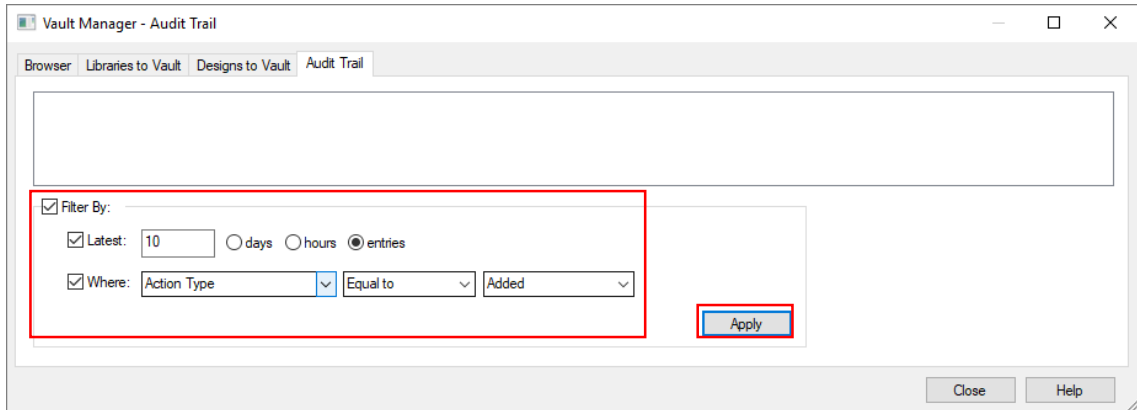 Vault Manager - Audit Trail
Browser Libraries to Vault Designs to Vault Audit Trail
Filter By:
Latest: 10 days hours entries
Where: Action Type Equal to Added
Apply
Close Help